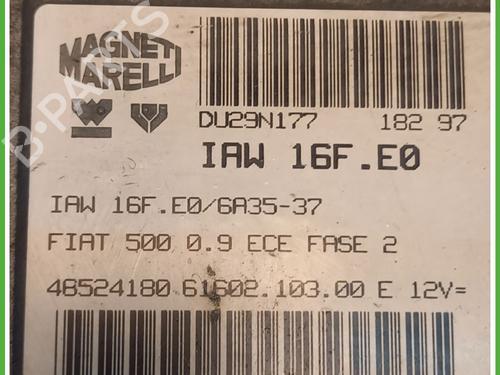 MAGNETI
MARELLI
DU29N177 182 97
IAW 16F.E0
IAW 16F.E0/6A35-37
FIAT 500 0.9 ECE FASE 2
48524180 61602.103.00 E 12V=
B-PARTS